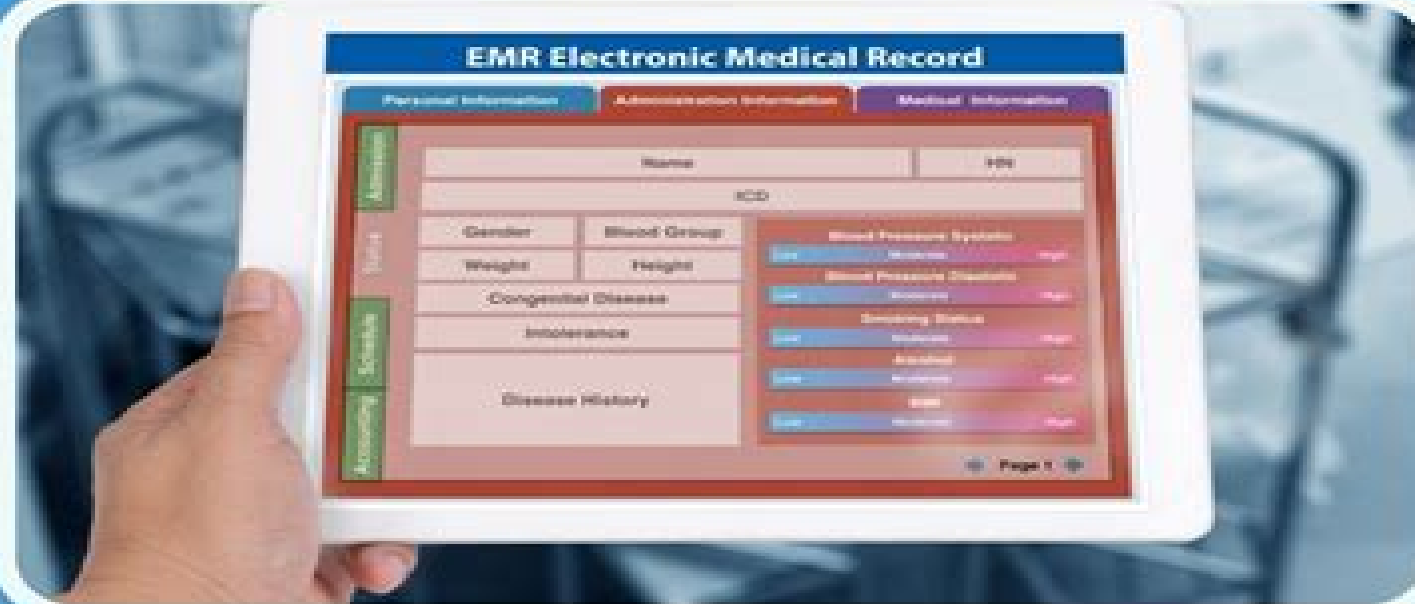 EMR Electronic Medical Record
Personal Information Administration Information Medical Information
Admission
Name HN
ICD
Gender Blood Group
Weight Height
Congenital Disease
Intolerance
Disease History
Schedule
Accounting
Blood Pressure Systolic
Low Moderate High
Blood Pressure Diastolic
Low Moderate High
Smoking Status
Low Moderate High
Alcohol
Low Moderate High
Low Moderate High
Page 1